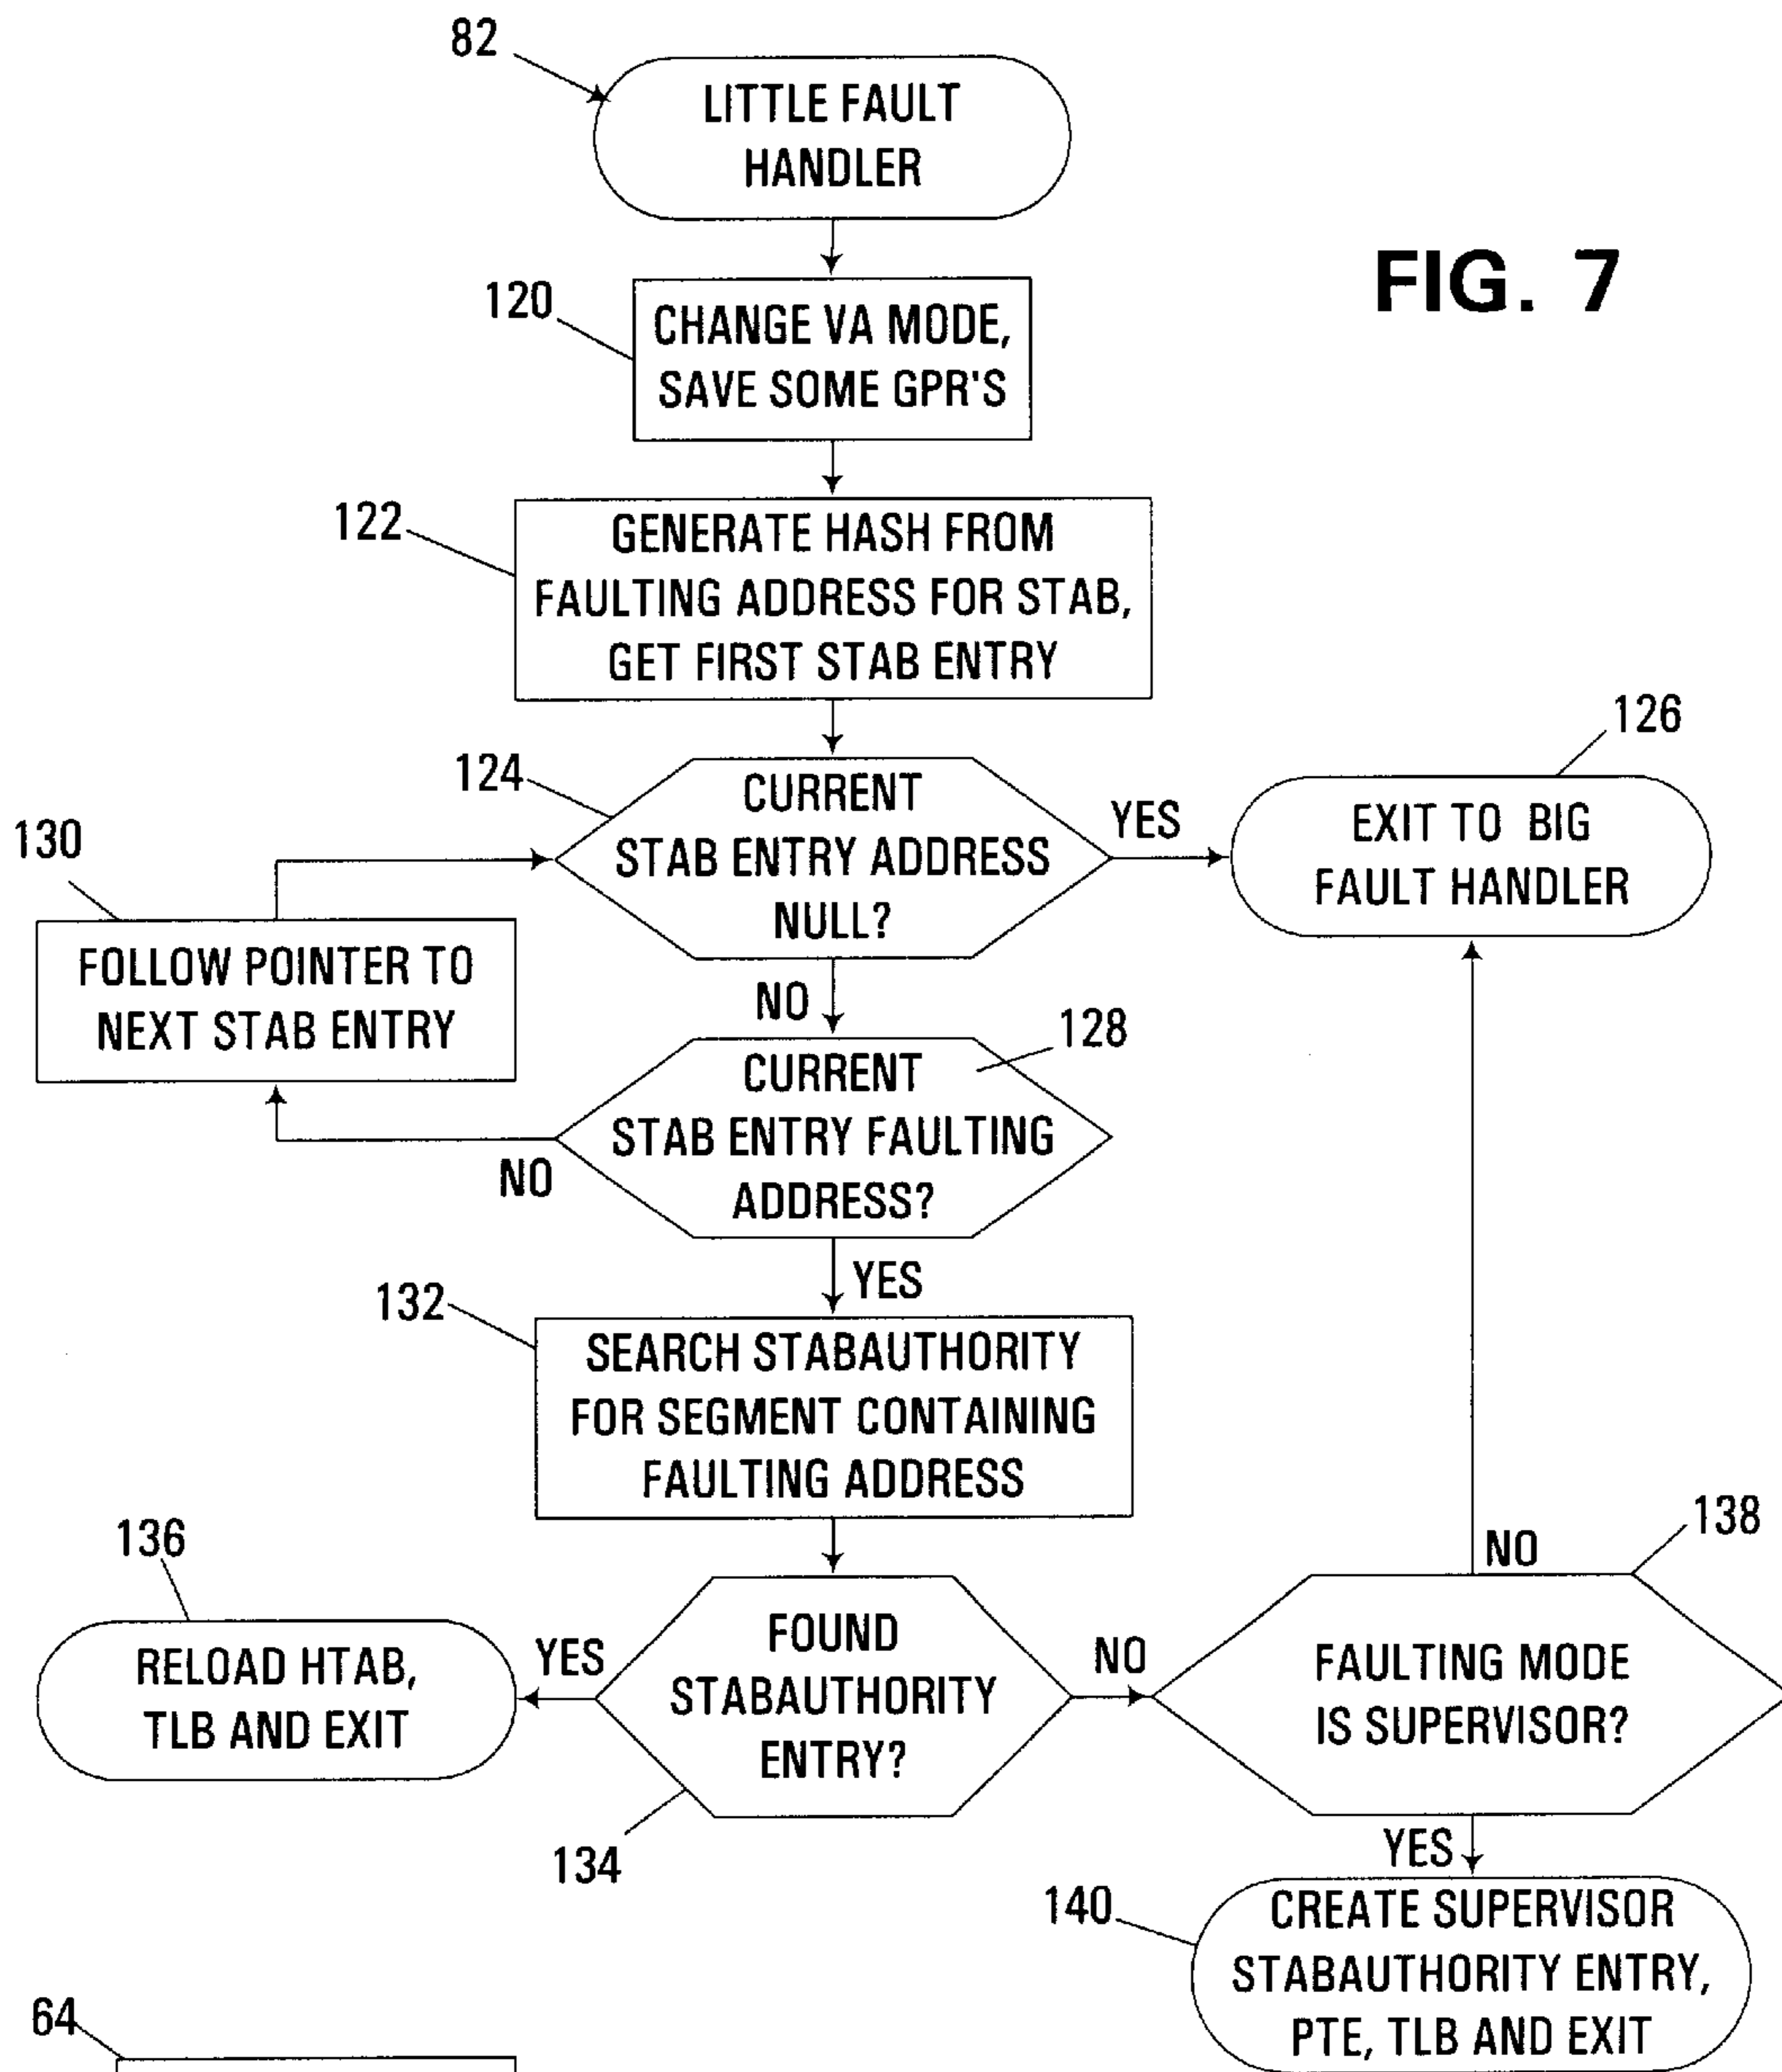 82
LITTLE FAULT
HANDLER
FIG. 7
120
CHANGE VA MODE,
SAVE SOME GPR'S
122
GENERATE HASH FROM
FAULTING ADDRESS FOR STAB,
GET FIRST STAB ENTRY
124
CURRENT
STAB ENTRY ADDRESS
NULL?
YES
126
EXIT TO BIG
FAULT HANDLER
130
FOLLOW POINTER TO
NEXT STAB ENTRY
NO
128
CURRENT
STAB ENTRY FAULTING
ADDRESS?
NO
YES
132
SEARCH STABAUTHORITY
FOR SEGMENT CONTAINING
FAULTING ADDRESS
136
RELOAD HTAB,
TLB AND EXIT
YES
FOUND
STABAUTHORITY
ENTRY?
134
NO
NO
138
FAULTING MODE
IS SUPERVISOR?
YES
140
CREATE SUPERVISOR
STABAUTHORITY ENTRY,
PTE, TLB AND EXIT
64